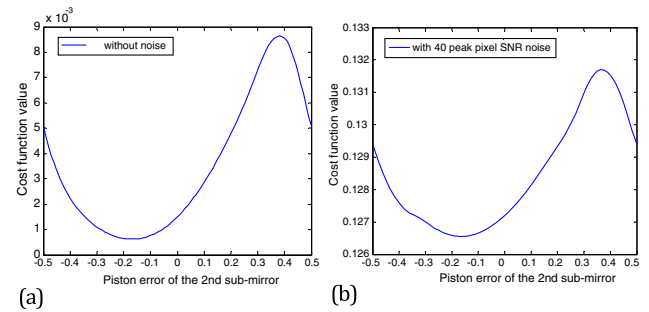 9 x 10^-3
without noise
8
7
6
5
4
3
2
1
0
Cost function value
-0.5 -0.4 -0.3 -0.2 -0.1 0 0.1 0.2 0.3 0.4 0.5
Piston error of the 2nd sub-mirror
(a)
0.133
with 40 peak pixel SNR noise
0.132
0.131
0.13
0.129
0.128
0.127
0.126
Cost function value
-0.5 -0.4 -0.3 -0.2 -0.1 0 0.1 0.2 0.3 0.4 0.5
Piston error of the 2nd sub-mirror
(b)